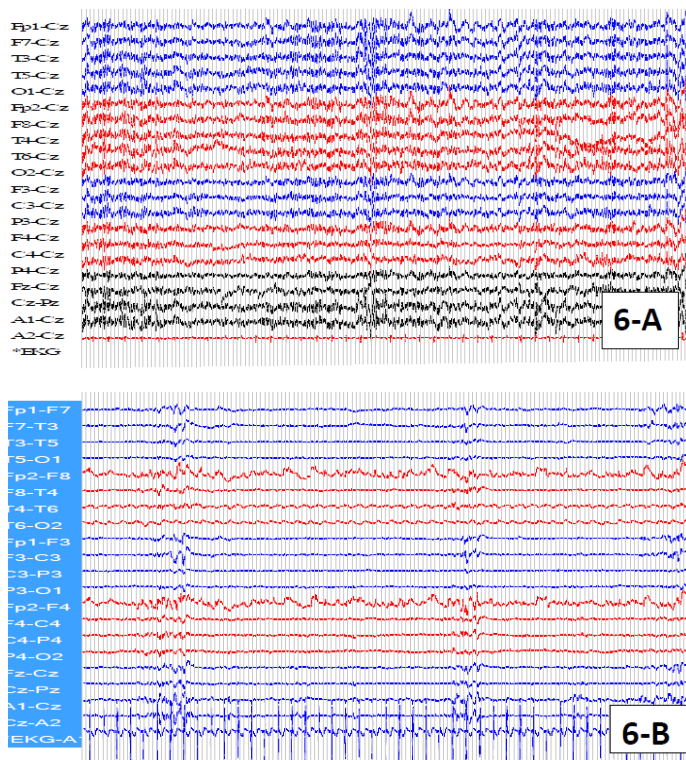 Fp1-Cz
F7-Cz
T3-Cz
T5-Cz
O1-Cz
Fp2-Cz
F8-Cz
T4-Cz
T6-Cz
O2-Cz
F3-Cz
C3-Cz
P3-Cz
F4-Cz
C4-Cz
P4-Cz
Fz-Cz
Cz-Pz
A1-Cz
A2-Cz
*EKG
6-A
Fp1-F7
F7-T3
T3-T5
T5-O1
Fp2-F8
F8-T4
T4-T6
T6-O2
Fp1-F3
F3-C3
C3-P3
P3-O1
Fp2-F4
F4-C4
C4-P4
P4-O2
Fz-Cz
Cz-Pz
A1-Cz
Cz-A2
EKG-A
6-B